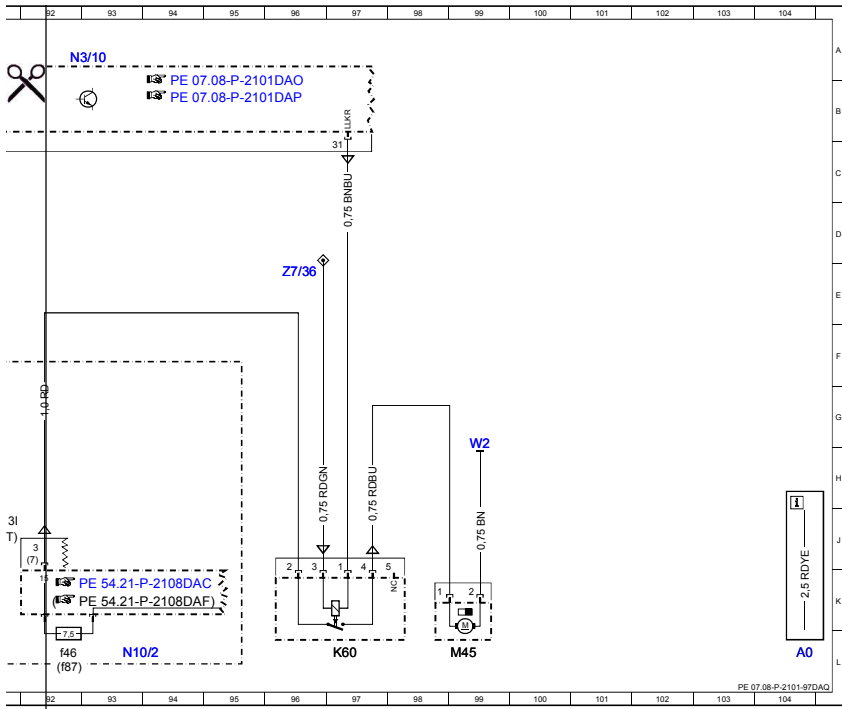 92 93 94 95 96 97 98 99 100 101 102 103 104
A
N3/10
PE 07.08-P-2101DAO
PE 07.08-P-2101DAP
B
LLKR
31
C
0,75 BNBU
D
Z7/36
E
F
1,0 RD
G
W2
H
0,75 RDGN
0,75 RDBU
0,75 BN
i
2,5 RDYE
3l
T)
J
3
(7)
15
2 3 1 4 5
NC
PE 54.21-P-2108DAC
(PE 54.21-P-2108DAF)
1 2
K
M
7,5
f46
(f87)
N10/2
K60
M45
A0
L
PE 07.08-P-2101-97DAQ
92 93 94 95 96 97 98 99 100 101 102 103 104